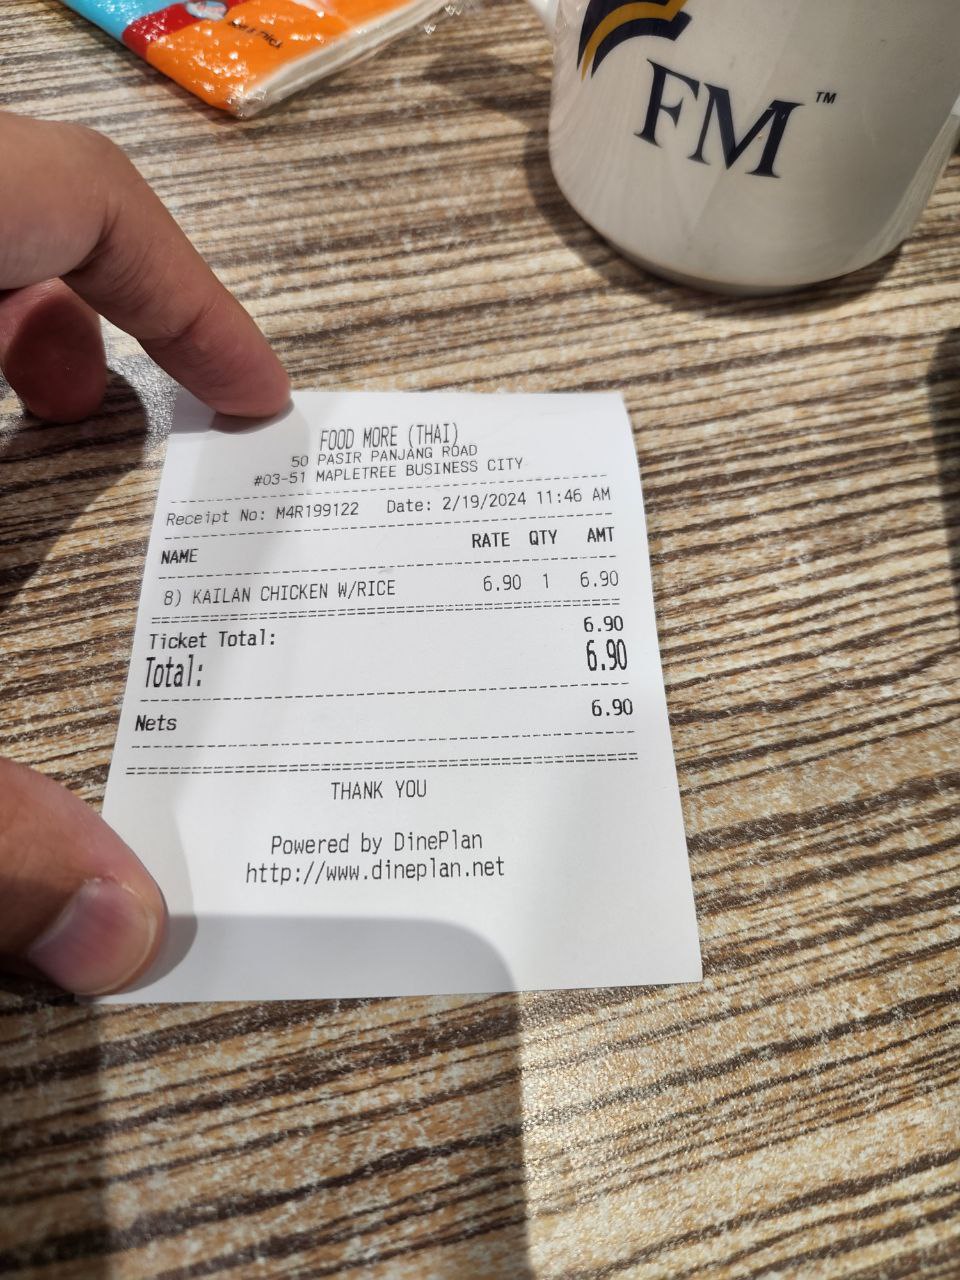 FM
TM
FOOD MORE (THAI)
50 PASIR PANJANG ROAD
#03-51 MAPLETREE BUSINESS CITY
Receipt No: M4R199122 Date: 2/19/2024 11:46 AM
NAME RATE QTY AMT
8) KAILAN CHICKEN W/RICE 6.90 1 6.90
Ticket Total: 6.90
Total: 6.90
Nets 6.90
THANK YOU
Powered by DinePlan
http://www.dineplan.net